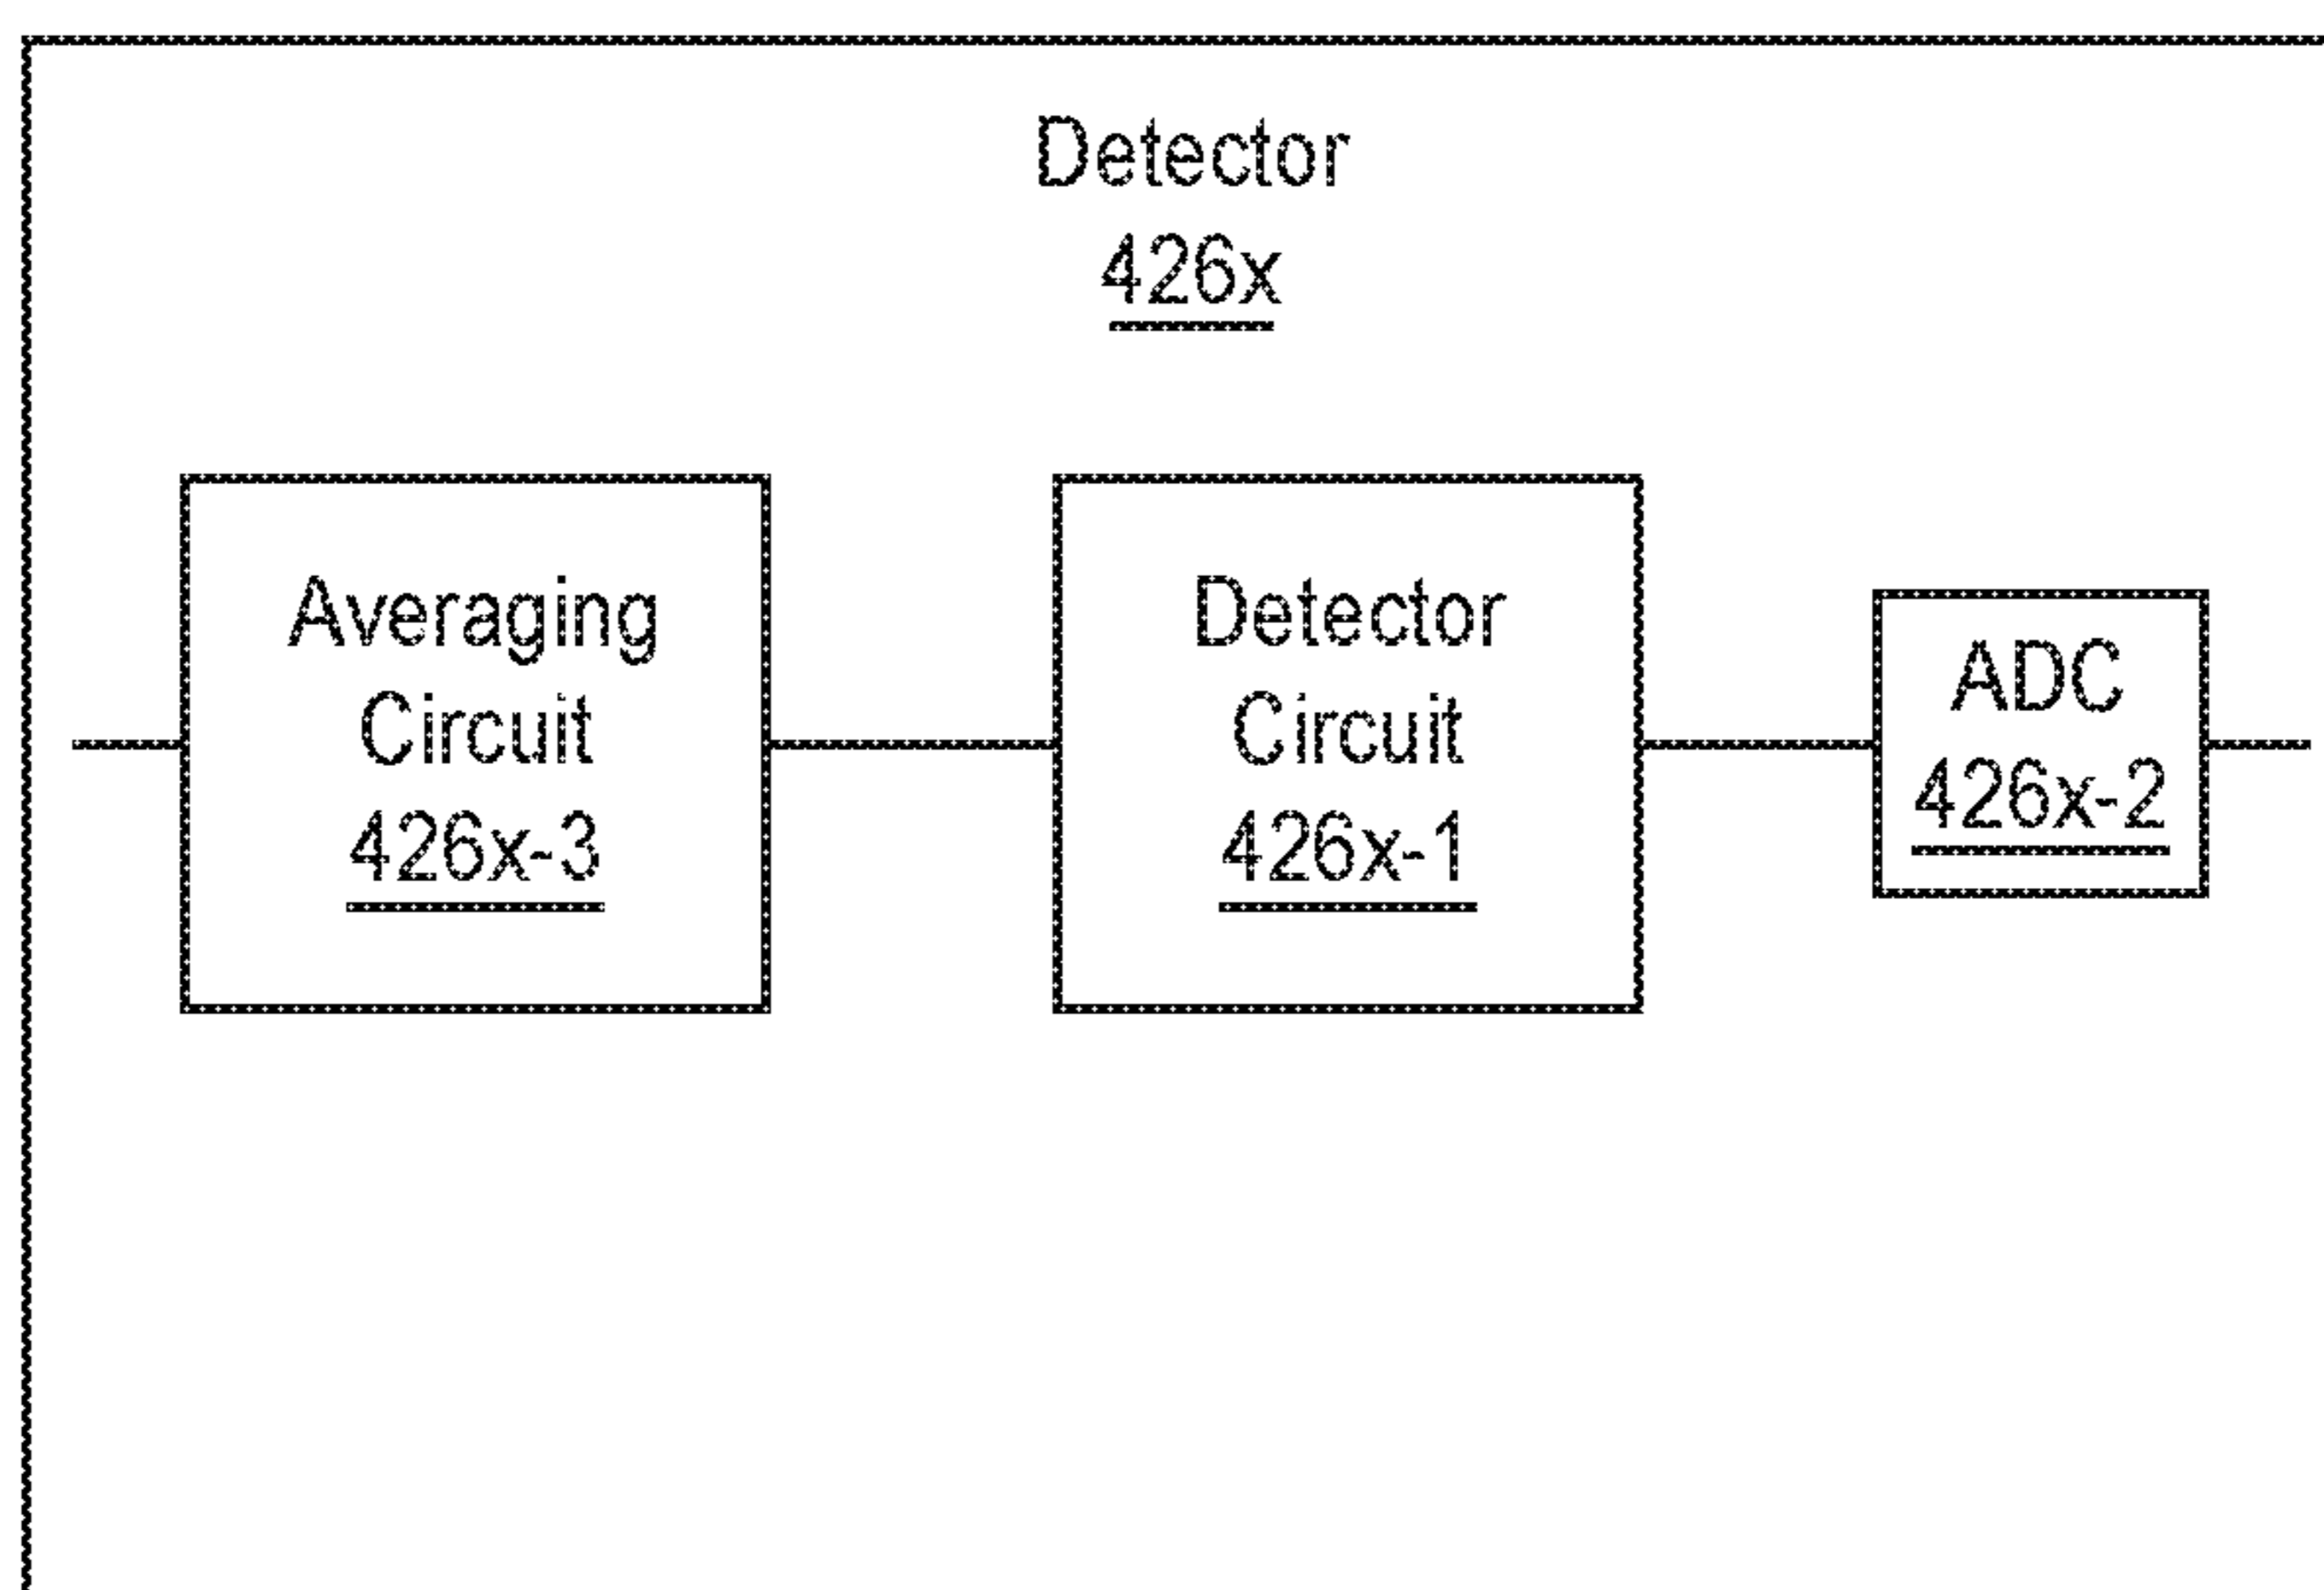 Detector
426x
Averaging
Circuit
426x-3
Detector
Circuit
426x-1
ADC
426x-2